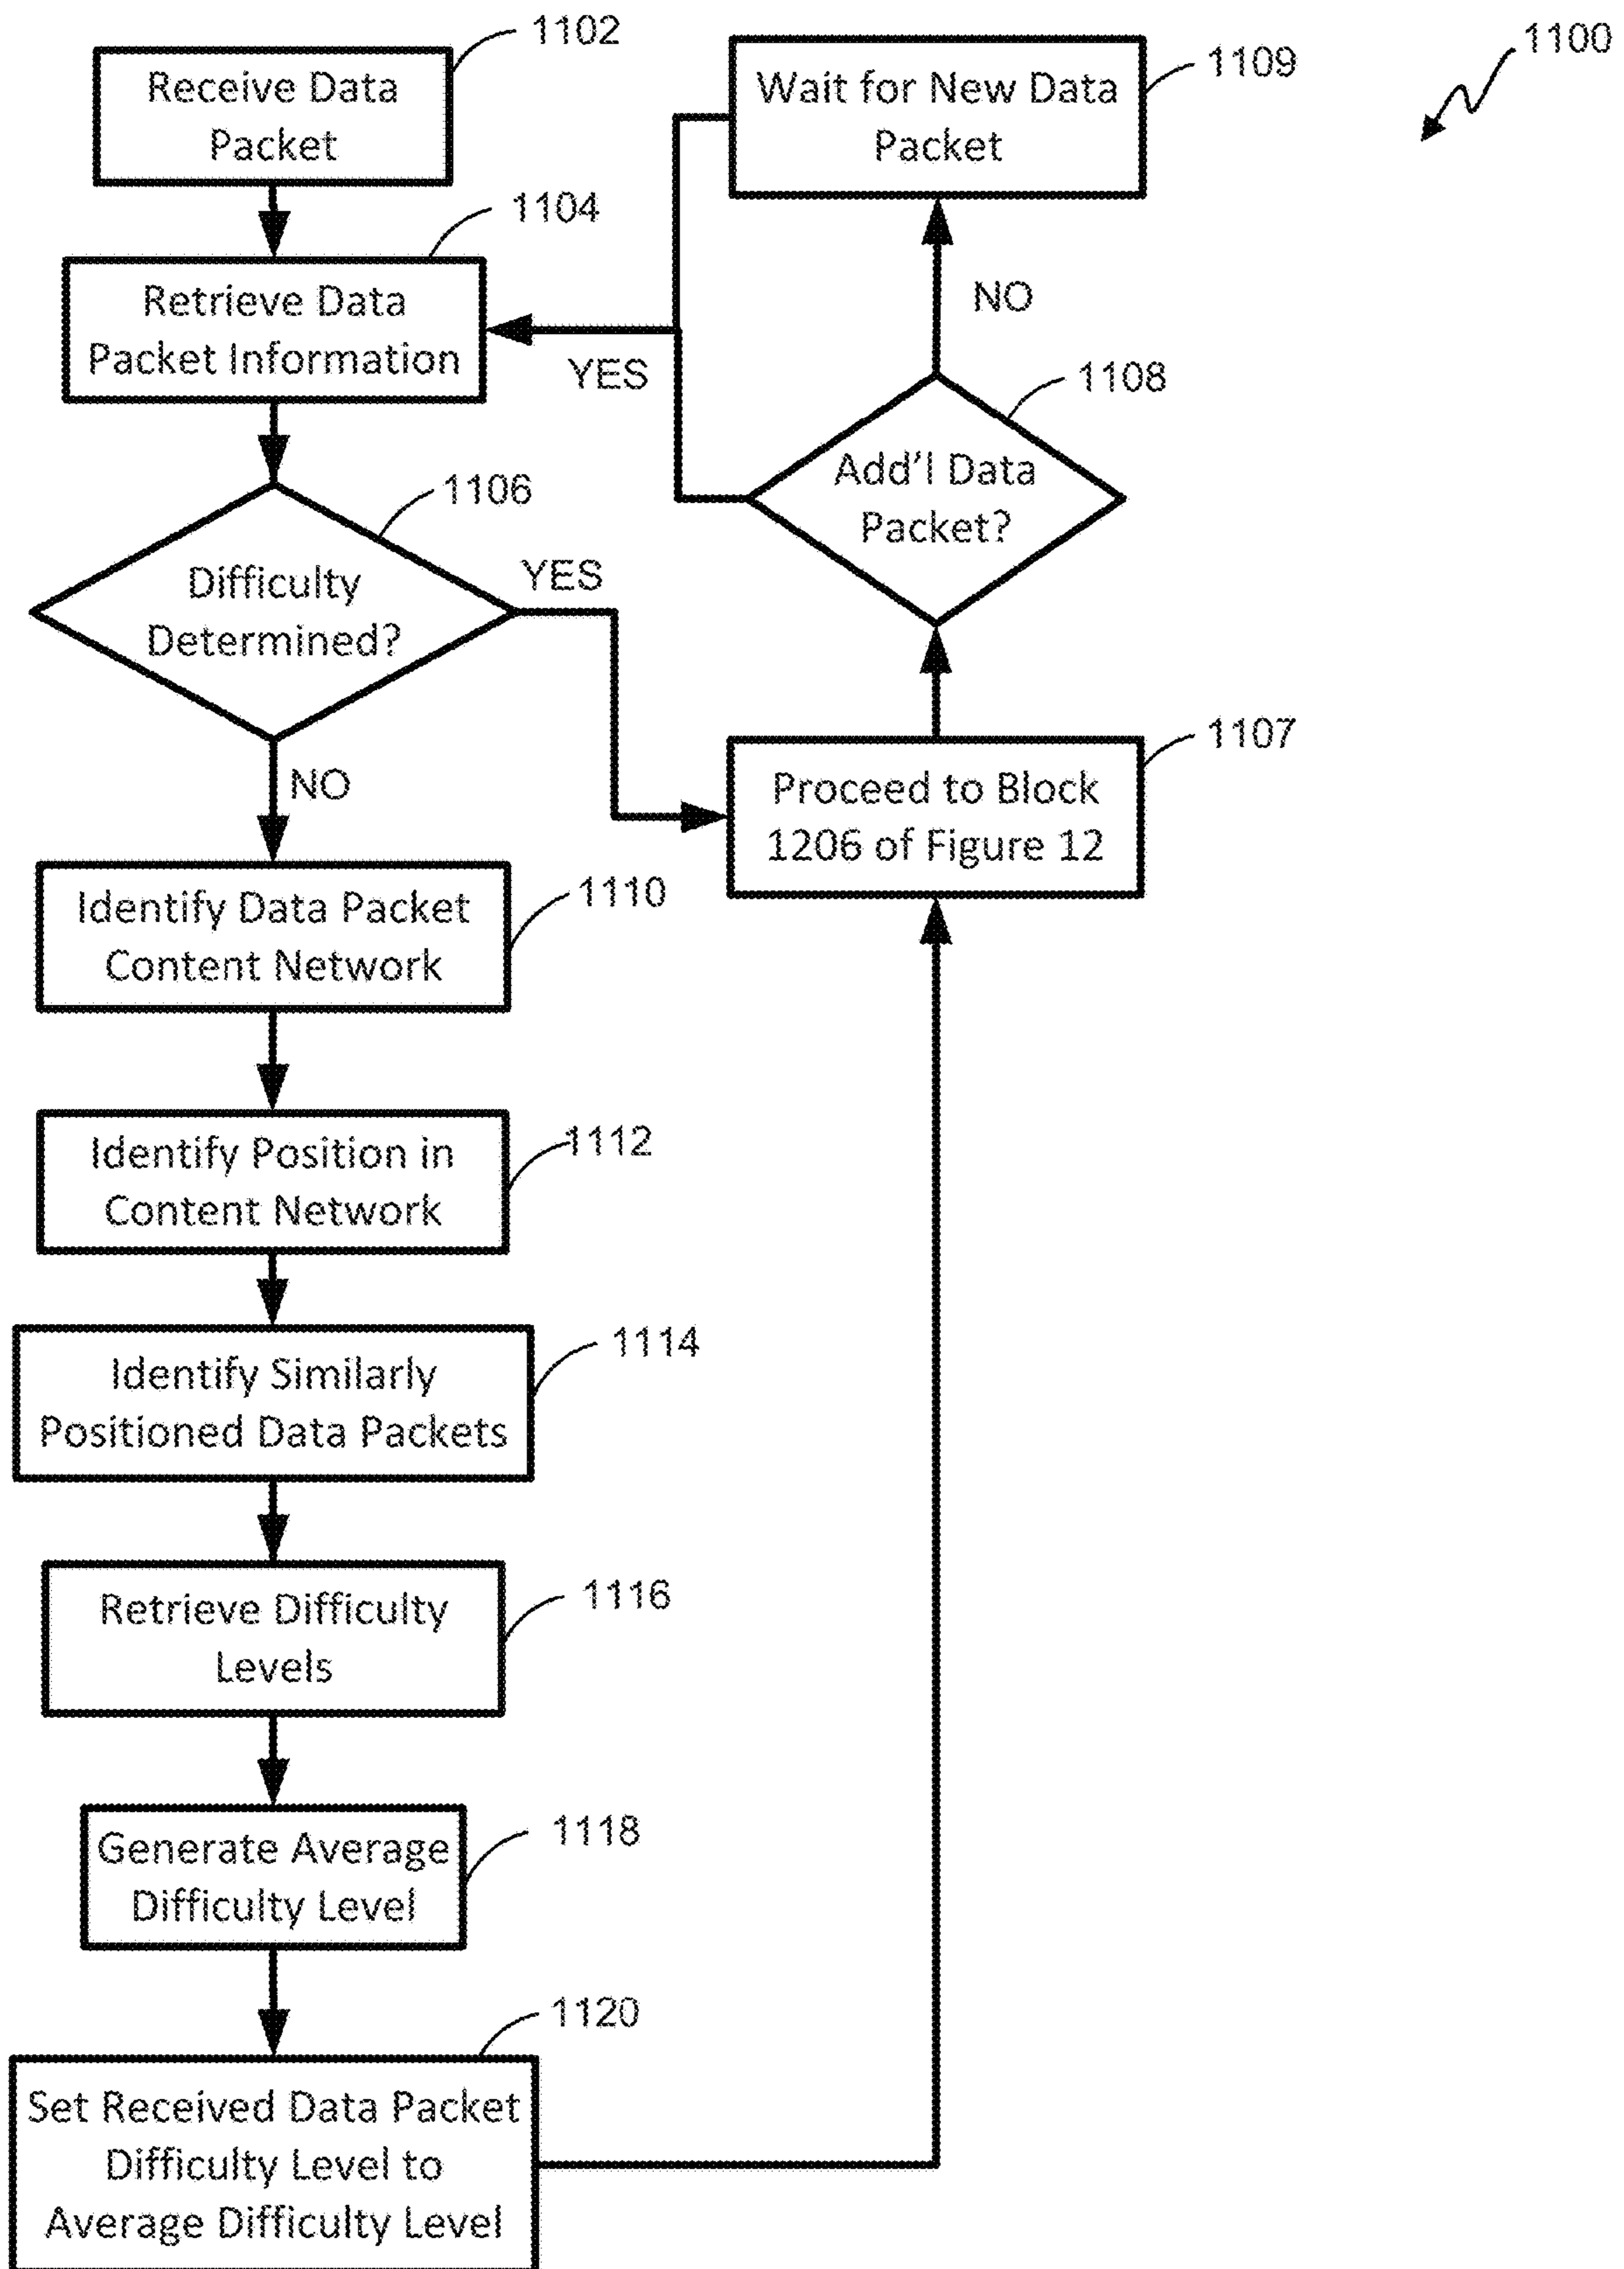 1102
Receive Data
Packet
1104
Retrieve Data
Packet Information
1106
Difficulty
Determined?
YES
NO
1110
Identify Data Packet
Content Network
1112
Identify Position in
Content Network
1114
Identify Similarly
Positioned Data Packets
1116
Retrieve Difficulty
Levels
1118
Generate Average
Difficulty Level
1120
Set Received Data Packet
Difficulty Level to
Average Difficulty Level
1107
Proceed to Block
1206 of Figure 12
1108
Add'l Data
Packet?
YES
NO
1109
Wait for New Data
Packet
1100